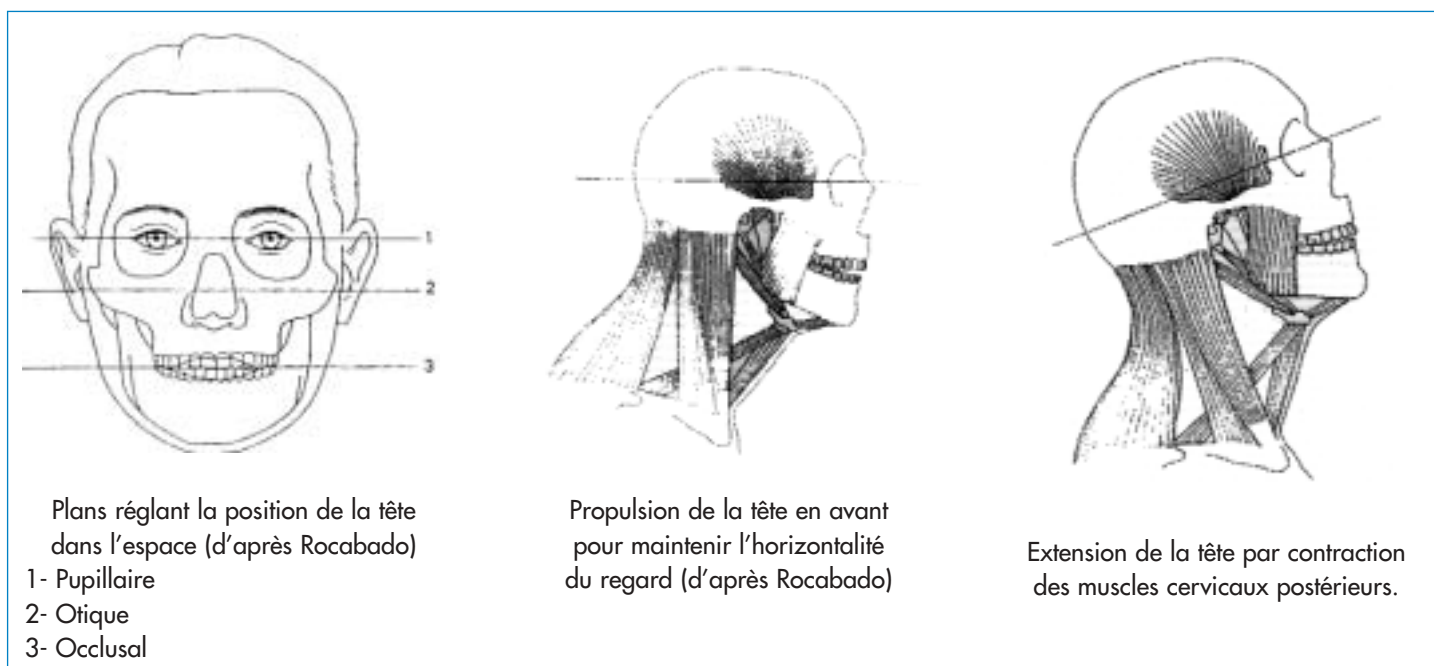 1
2
3
Plans réglant la position de la tête
dans l'espace (d'après Rocabado)
1- Pupillaire
2- Otique
3- Occlusal
Propulsion de la tête en avant
pour maintenir l'horizontalité
du regard (d'après Rocabado)
Extension de la tête par contraction
des muscles cervicaux postérieurs.